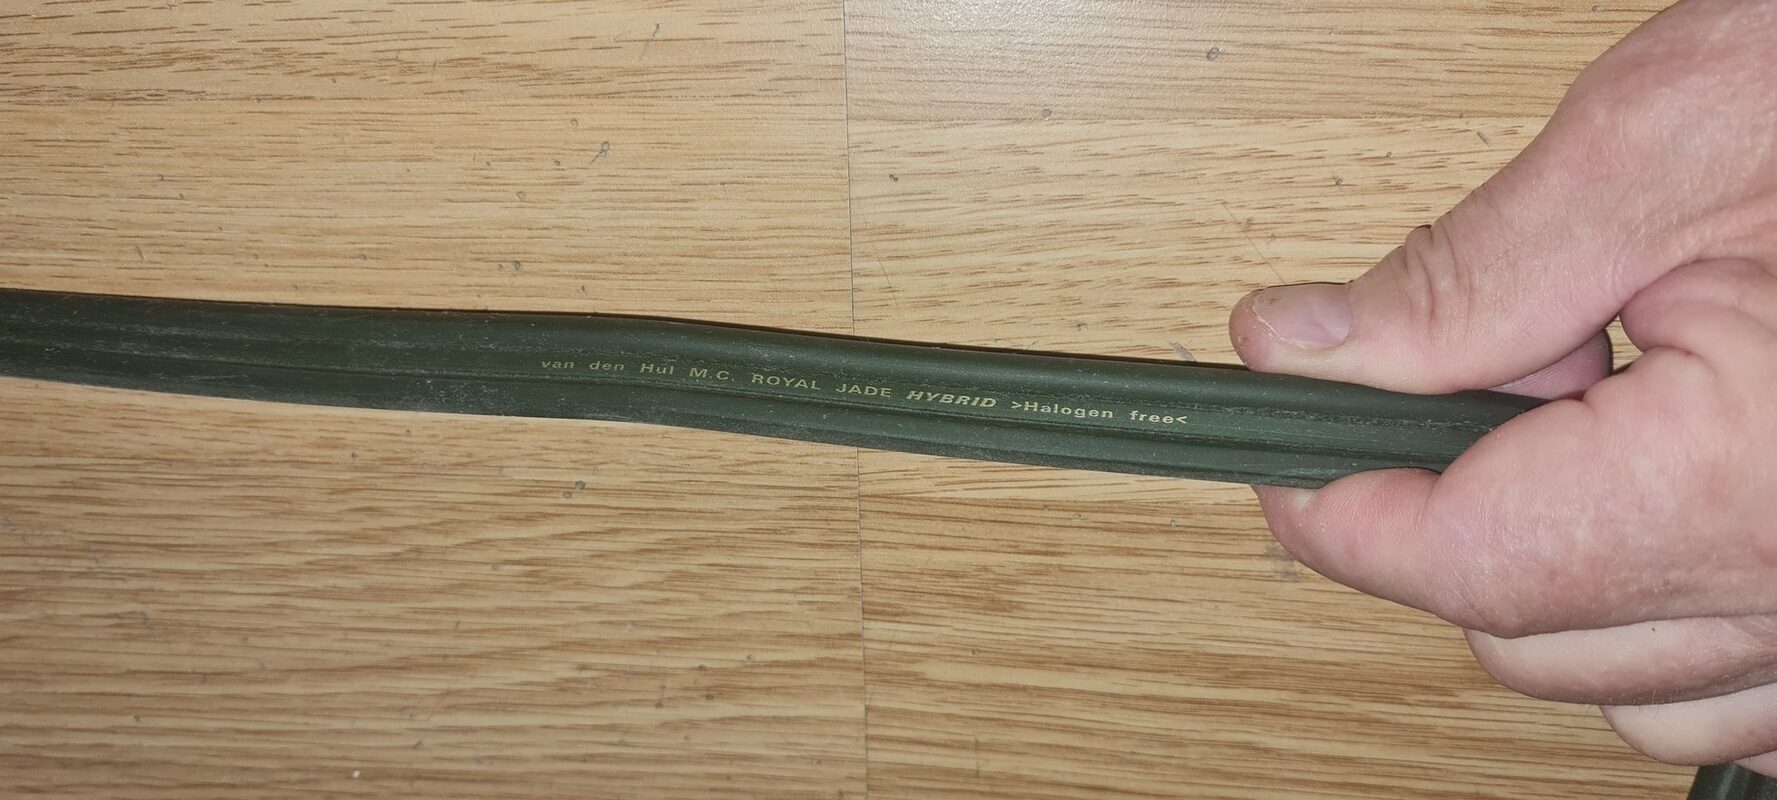 van den Hul M.C. ROYAL JADE HYBRID >Halogen free<